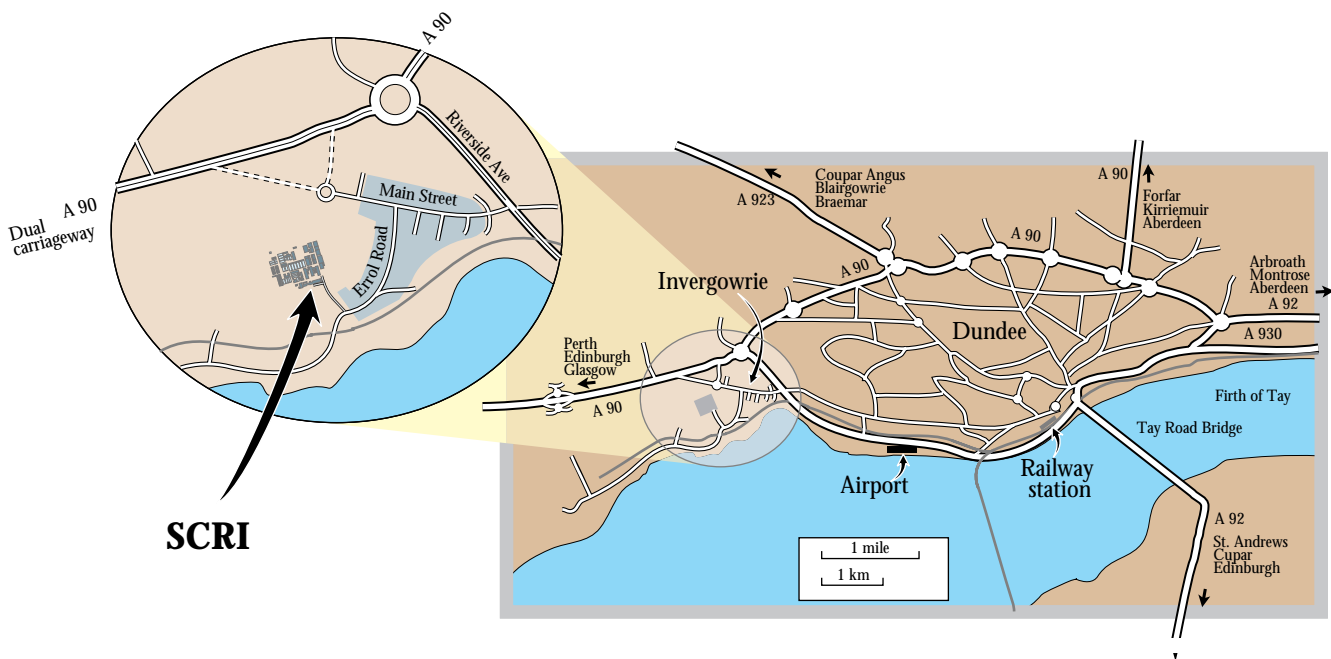 A 90
Riverside Ave
Main Street
A 90
Dual
carriageway
Errol Road
SCRI
Coupar Angus
Blairgowrie
Braemar
A 923
A 90
Forfar
Kirriemuir
Aberdeen
A 90
A 90
Arbroath
Montrose
Aberdeen
A 92
A 930
Invergowrie
Dundee
Perth
Edinburgh
Glasgow
A 90
Firth of Tay
Tay Road Bridge
Airport
Railway
station
A 92
St. Andrews
Cupar
Edinburgh
1 mile
1 km